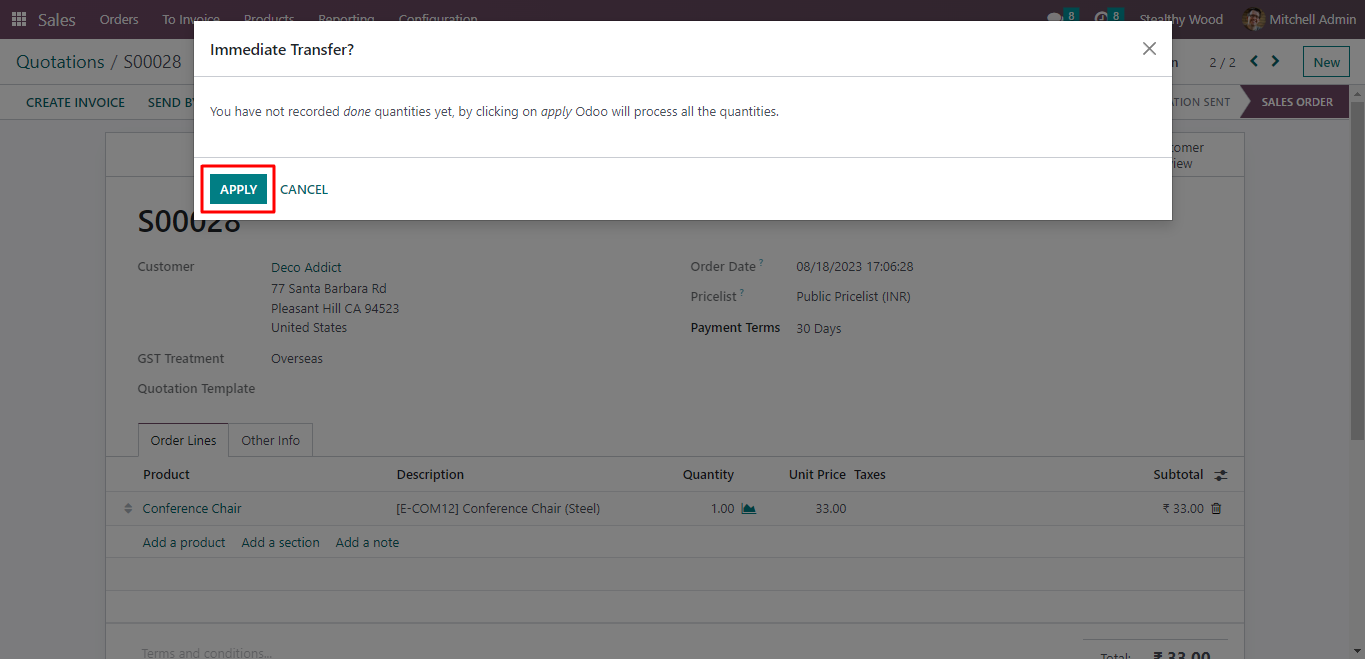 Sales Orders To Invoice Products Reporting Configuration 8 8 Stealthy Wood Mitchell Admin
Immediate Transfer?
Quotations / S00028 2 / 2 New
CREATE INVOICE SEND BY SENT SALES ORDER
You have not recorded done quantities yet, by clicking on apply Odoo will process all the quantities.
APPLY CANCEL
S00028
Customer Deco Addict Order Date ? 08/18/2023 17:06:28
77 Santa Barbara Rd
Pleasant Hill CA 94523 Pricelist ? Public Pricelist (INR)
United States Payment Terms 30 Days
GST Treatment Overseas
Quotation Template
Order Lines Other Info
Product Description Quantity Unit Price Taxes Subtotal
Conference Chair [E-COM12] Conference Chair (Steel) 1.00 33.00 ₹ 33.00
Add a product Add a section Add a note
Terms and conditions...
Total: ₹ 33.00